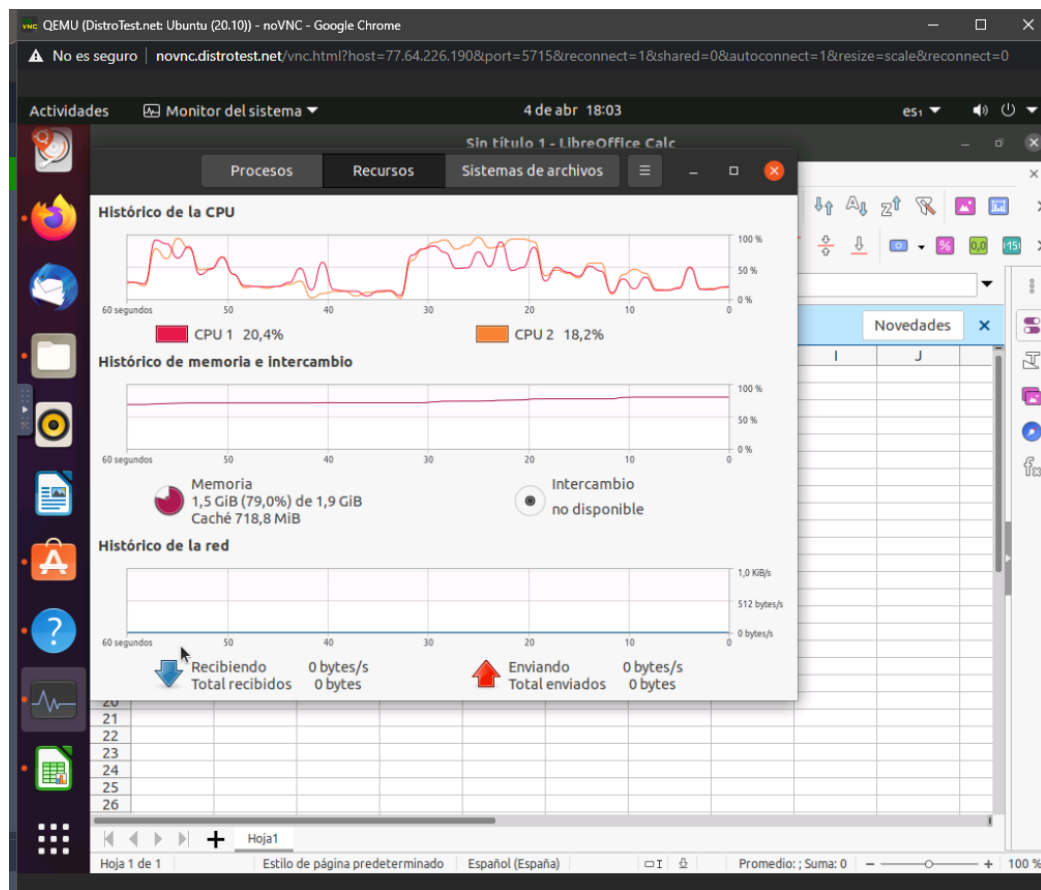 QEMU (DistroTest.net: Ubuntu (20.10)) - noVNC - Google Chrome
No es seguro novnc.distrotest.net/vnc.html?host=77.64.226.190&port=5715&reconnect=1&shared=0&autoconnect=1&resize=scale&reconnect=0
Actividades Monitor del sistema 4 de abr 18:03 es₁
Sin título 1 - LibreOffice Calc
Procesos Recursos Sistemas de archivos
Histórico de la CPU
100 %
50 %
0 %
60 segundos 50 40 30 20 10 0
CPU 1 20,4% CPU 2 18,2%
Novedades
Histórico de memoria e intercambio
I J
100 %
50 %
0 %
60 segundos 50 40 30 20 10 0
Memoria
1,5 GiB (79,0%) de 1,9 GiB
Caché 718,8 MiB
Intercambio
no disponible
Histórico de la red
1,0 KiB/s
512 bytes/s
0 bytes/s
60 segundos 50 40 30 20 10 0
Recibiendo 0 bytes/s Enviando 0 bytes/s
Total recibidos 0 bytes Total enviados 0 bytes
20
21
22
23
24
25
26
Hoja1
Hoja 1 de 1 Estilo de página predeterminado Español (España) Promedio: ; Suma: 0 100 %